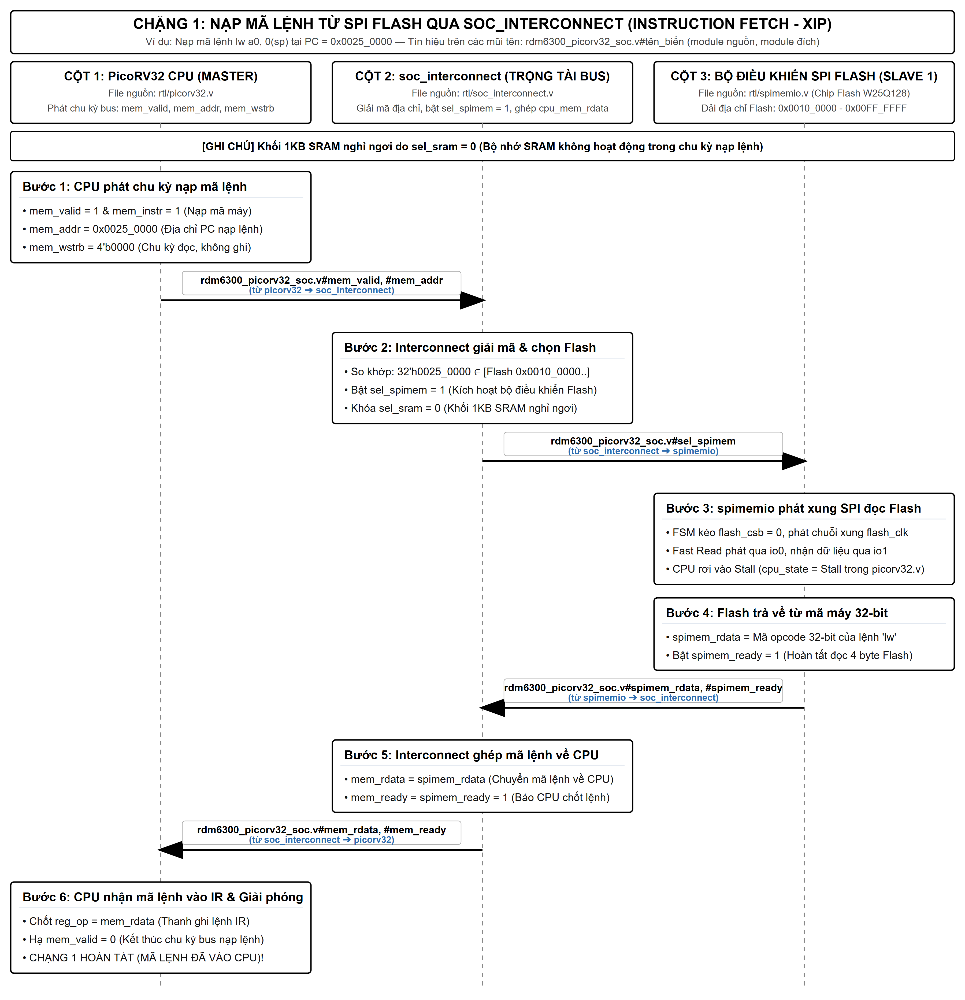 CHẶNG 1: NẠP MÃ LỆNH TỪ SPI FLASH QUA SOC_INTERCONNECT (INSTRUCTION FETCH - XIP)
Ví dụ: Nạp mã lệnh lw a0, 0(sp) tại PC = 0x0025_0000 — Tín hiệu trên các mũi tên: rdm6300_picorv32_soc.v#tên_biến (module nguồn, module đích)
CỘT 1: PicoRV32 CPU (MASTER)
File nguồn: rtl/picorv32.v
Phát chu kỳ bus: mem_valid, mem_addr, mem_wstrb
CỘT 2: soc_interconnect (TRỌNG TÀI BUS)
File nguồn: rtl/soc_interconnect.v
Giải mã địa chỉ, bật sel_spimem = 1, ghép cpu_mem_rdata
CỘT 3: BỘ ĐIỀU KHIỂN SPI FLASH (SLAVE 1)
File nguồn: rtl/spimemio.v (Chip Flash W25Q128)
Dải địa chỉ Flash: 0x0010_0000 - 0x00FF_FFFF
[GHI CHÚ] Khối 1KB SRAM nghỉ ngơi do sel_sram = 0 (Bộ nhớ SRAM không hoạt động trong chu kỳ nạp lệnh)
Bước 1: CPU phát chu kỳ nạp mã lệnh
• mem_valid = 1 & mem_instr = 1 (Nạp mã máy)
• mem_addr = 0x0025_0000 (Địa chỉ PC nạp lệnh)
• mem_wstrb = 4'b0000 (Chu kỳ đọc, không ghi)
rdm6300_picorv32_soc.v#mem_valid, #mem_addr
(từ picorv32 ➔ soc_interconnect)
Bước 2: Interconnect giải mã & chọn Flash
• So khớp: 32'h0025_0000 ∈ [Flash 0x0010_0000..]
• Bật sel_spimem = 1 (Kích hoạt bộ điều khiển Flash)
• Khóa sel_sram = 0 (Khối 1KB SRAM nghỉ ngơi)
rdm6300_picorv32_soc.v#sel_spimem
(từ soc_interconnect ➔ spimemio)
Bước 3: spimemio phát xung SPI đọc Flash
• FSM kéo flash_csb = 0, phát chuỗi xung flash_clk
• Fast Read phát qua io0, nhận dữ liệu qua io1
• CPU rơi vào Stall (cpu_state = Stall trong picorv32.v)
Bước 4: Flash trả về từ mã máy 32-bit
• spimem_rdata = Mã opcode 32-bit của lệnh 'lw'
• Bật spimem_ready = 1 (Hoàn tất đọc 4 byte Flash)
rdm6300_picorv32_soc.v#spimem_rdata, #spimem_ready
(từ spimemio ➔ soc_interconnect)
Bước 5: Interconnect ghép mã lệnh về CPU
• mem_rdata = spimem_rdata (Chuyển mã lệnh về CPU)
• mem_ready = spimem_ready = 1 (Báo CPU chốt lệnh)
rdm6300_picorv32_soc.v#mem_rdata, #mem_ready
(từ soc_interconnect ➔ picorv32)
Bước 6: CPU nhận mã lệnh vào IR & Giải phóng
• Chốt reg_op = mem_rdata (Thanh ghi lệnh IR)
• Hạ mem_valid = 0 (Kết thúc chu kỳ bus nạp lệnh)
• CHẶNG 1 HOÀN TẤT (MÃ LỆNH ĐÃ VÀO CPU)!